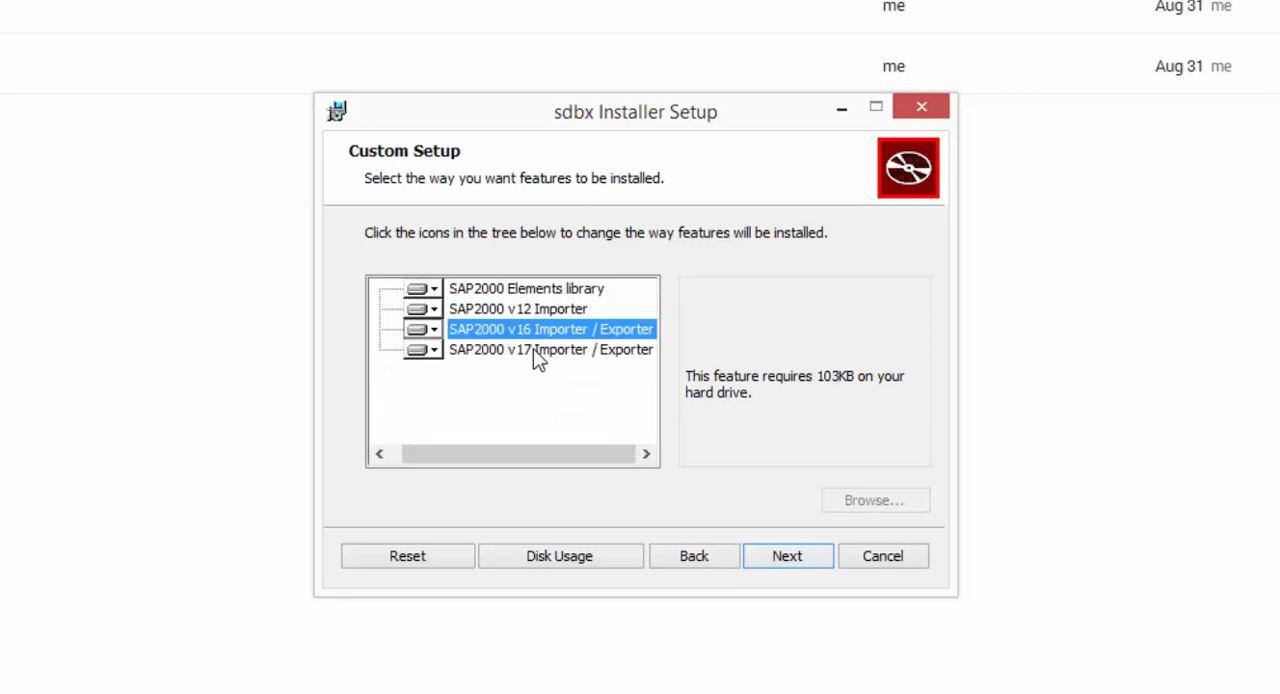 me Aug 31 me
me Aug 31 me
sdbx Installer Setup
Custom Setup
Select the way you want features to be installed.
Click the icons in the tree below to change the way features will be installed.
SAP2000 Elements library
SAP2000 v12 Importer
SAP2000 v16 Importer / Exporter
SAP2000 v17 Importer / Exporter
This feature requires 103KB on your
hard drive.
Browse...
Reset Disk Usage Back Next Cancel